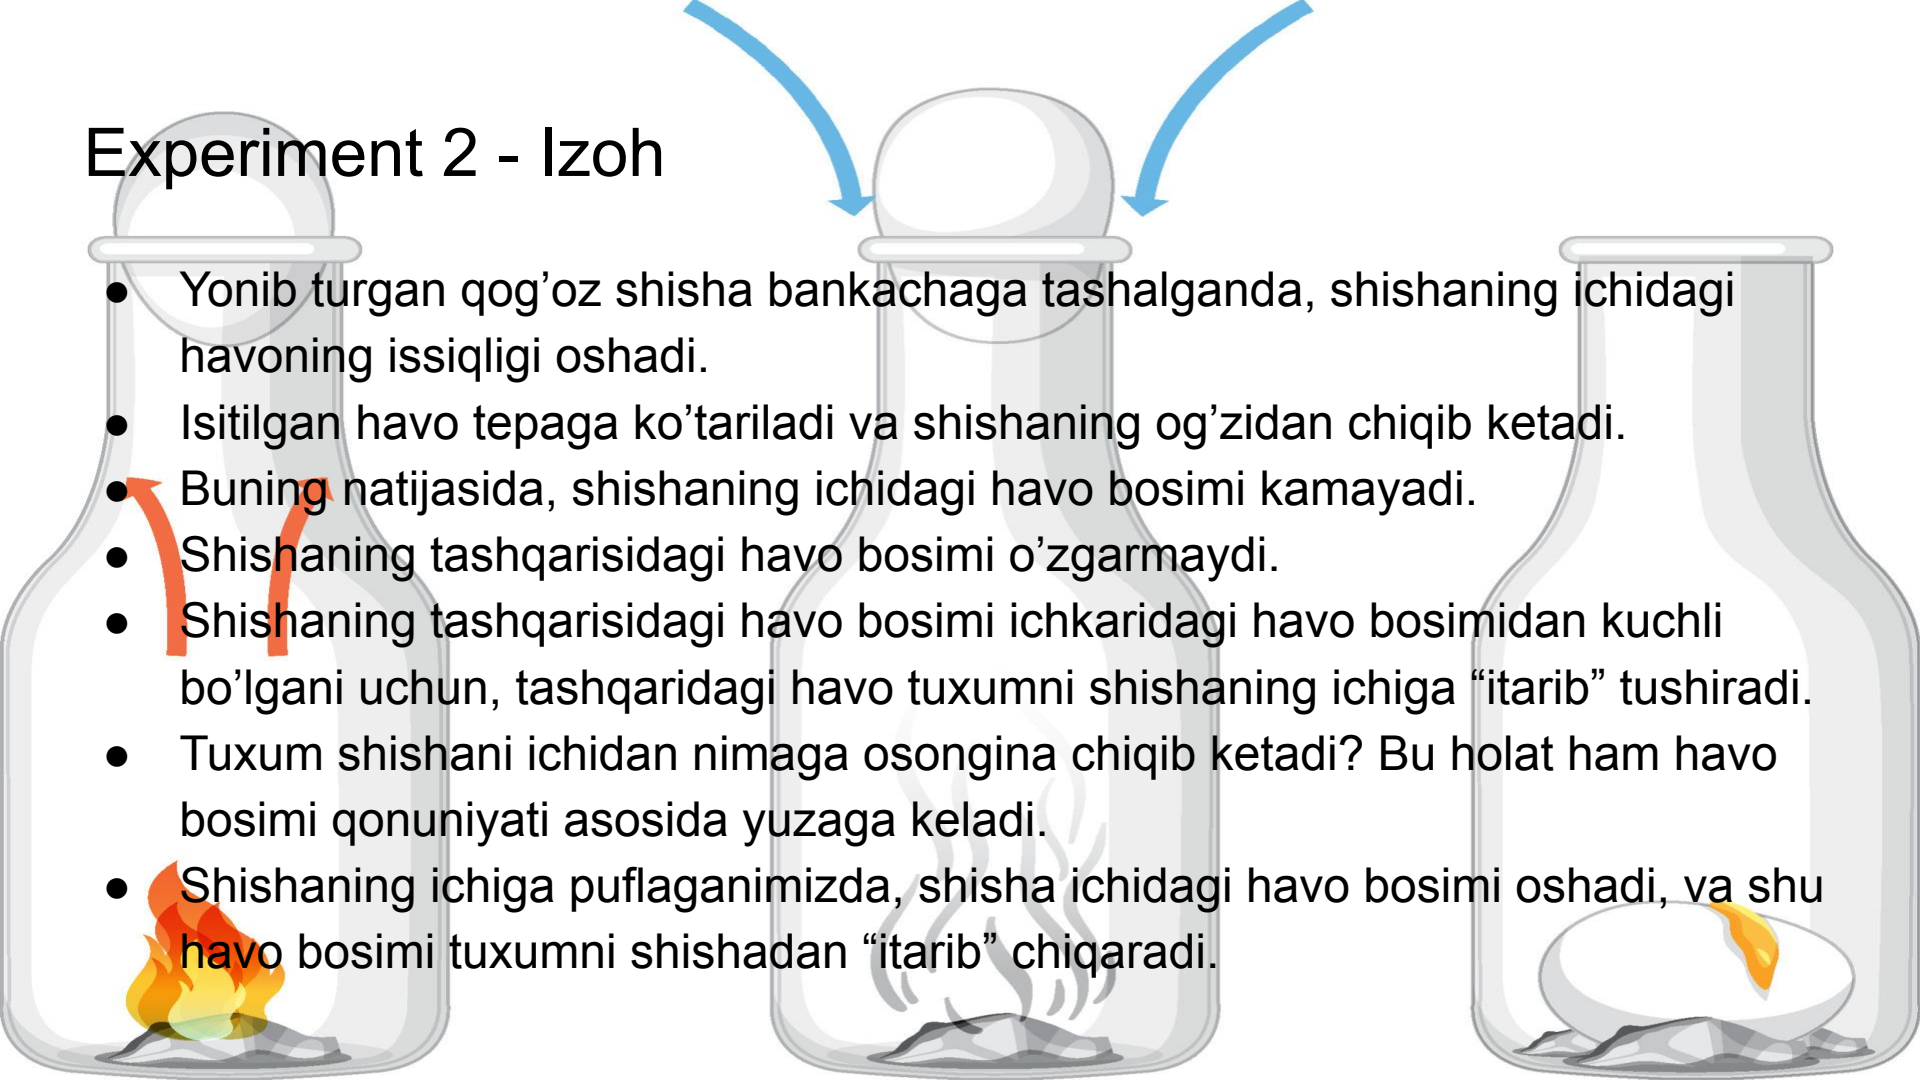 Experiment 2 - Izoh
● Yonib turgan qog’oz shisha bankachaga tashalganda, shishaning ichidagi
havoning issiqligi oshadi.
● Isitilgan havo tepaga ko’tariladi va shishaning og’zidan chiqib ketadi.
● Buning natijasida, shishaning ichidagi havo bosimi kamayadi.
● Shishaning tashqarisidagi havo bosimi o’zgarmaydi.
● Shishaning tashqarisidagi havo bosimi ichkaridagi havo bosimidan kuchli
bo’lgani uchun, tashqaridagi havo tuxumni shishaning ichiga “itarib” tushiradi.
● Tuxum shishani ichidan nimaga osongina chiqib ketadi? Bu holat ham havo
bosimi qonuniyati asosida yuzaga keladi.
● Shishaning ichiga puflaganimizda, shisha ichidagi havo bosimi oshadi, va shu
havo bosimi tuxumni shishadan “itarib” chiqaradi.